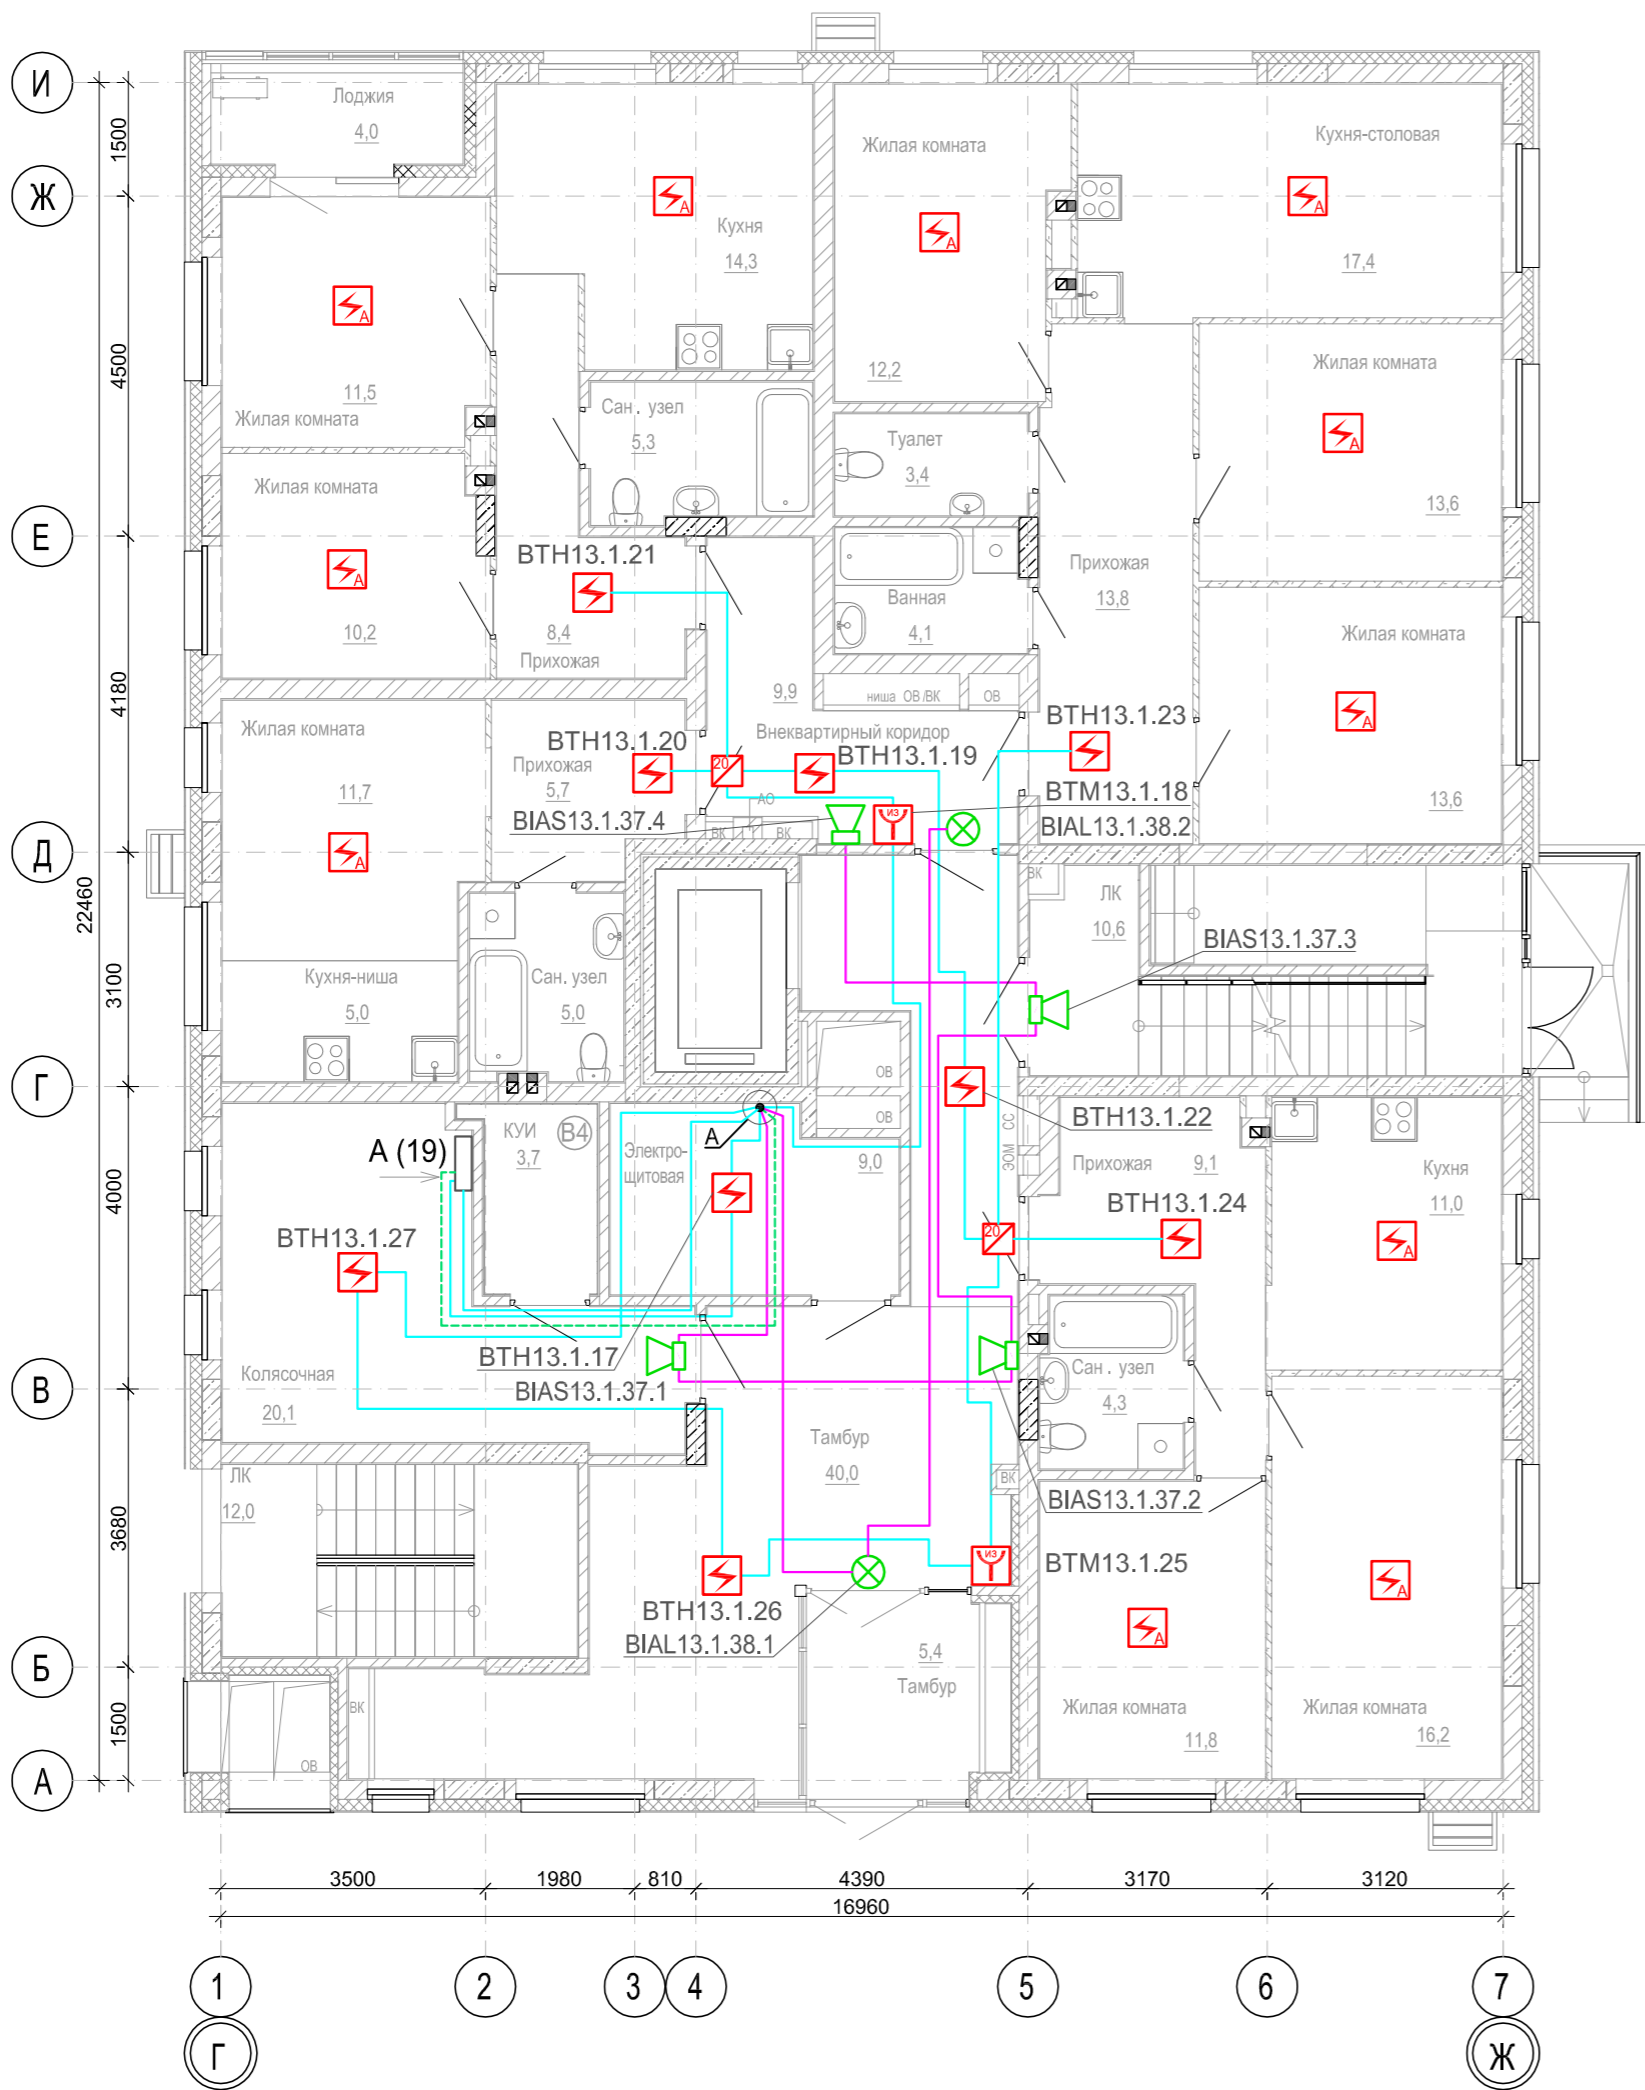 И
Лоджия
4,0
1500
Ж
Жилая комната
Кухня-столовая
A
A
A
Кухня
14,3
17,4
A
11,5
Жилая комната
4500
12,2
Жилая комната
A
13,6
Сан. узел
5,3
Туалет
3,4
Жилая комната
Е
BTH13.1.21
A
10,2
8,4
Прихожая
Ванная
4,1
Прихожая
13,8
Жилая комната
4180
9,9
ниша ОВ/ВК
ОВ
Внеквартирный коридор
BTH13.1.23
A
Жилая комната
11,7
BTH13.1.20
Прихожая
5,7
20
BTH13.1.19
BTM13.1.18
13,6
BIAS13.1.37.4
АО
ВК
ВК
ИЗ
BIAL13.1.38.2
A
Д
22460
ВК
ЛК
10,6
BIAS13.1.37.3
3100
Кухня-ниша
5,0
Сан. узел
5,0
ОВ
Г
ОВ
BTH13.1.22
ЭОМ СС
А (19)
КУИ
3,7
В4
А
Электро-
щитовая
9,0
Прихожая
9,1
Кухня
11,0
4000
BTH13.1.27
20
BTH13.1.24
A
BTH13.1.17
BIAS13.1.37.1
Сан. узел
4,3
В
Колясочная
20,1
Тамбур
40,0
ВК
BIAS13.1.37.2
ЛК
12,0
3680
ИЗ
BTM13.1.25
A
BTH13.1.26
BIAL13.1.38.1
A
Б
5,4
Тамбур
1500
ВК
ОВ
Жилая комната
11,8
Жилая комната
16,2
А
3500
1980
810
4390
3170
3120
16960
1
2
3
4
5
6
7
Г
Ж